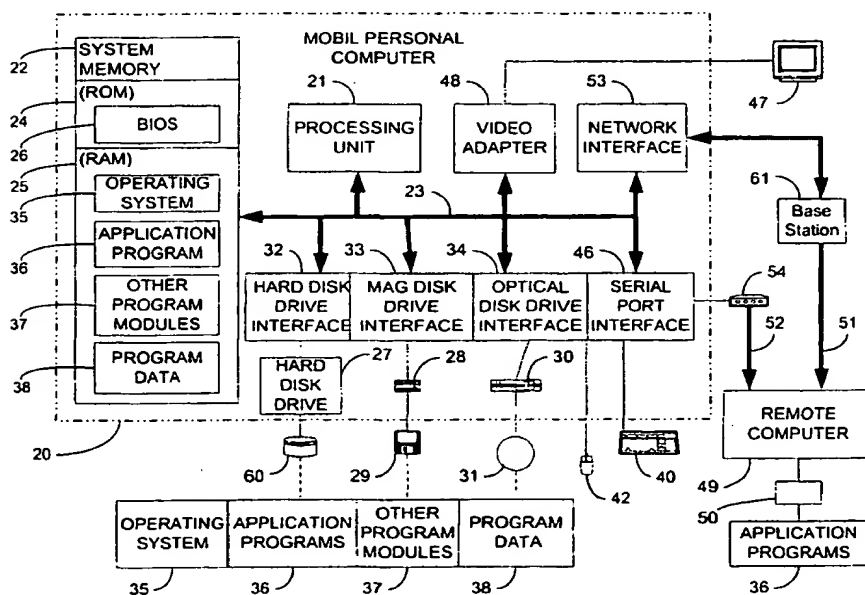 MOBIL PERSONAL
COMPUTER
22
SYSTEM
MEMORY
24
(ROM)
26
BIOS
25
(RAM)
35
OPERATING
SYSTEM
36
APPLICATION
PROGRAM
37
OTHER
PROGRAM
MODULES
38
PROGRAM
DATA
20
21
PROCESSING
UNIT
48
VIDEO
ADAPTER
53
NETWORK
INTERFACE
47
23
61
Base
Station
32
HARD DISK
DRIVE
INTERFACE
33
MAG DISK
DRIVE
INTERFACE
34
OPTICAL
DISK DRIVE
INTERFACE
46
SERIAL
PORT
INTERFACE
54
52
51
27
HARD
DISK
DRIVE
28
30
60
29
31
42
40
REMOTE
COMPUTER
49
50
OPERATING
SYSTEM
35
APPLICATION
PROGRAMS
36
OTHER
PROGRAM
MODULES
37
PROGRAM
DATA
38
APPLICATION
PROGRAMS
36